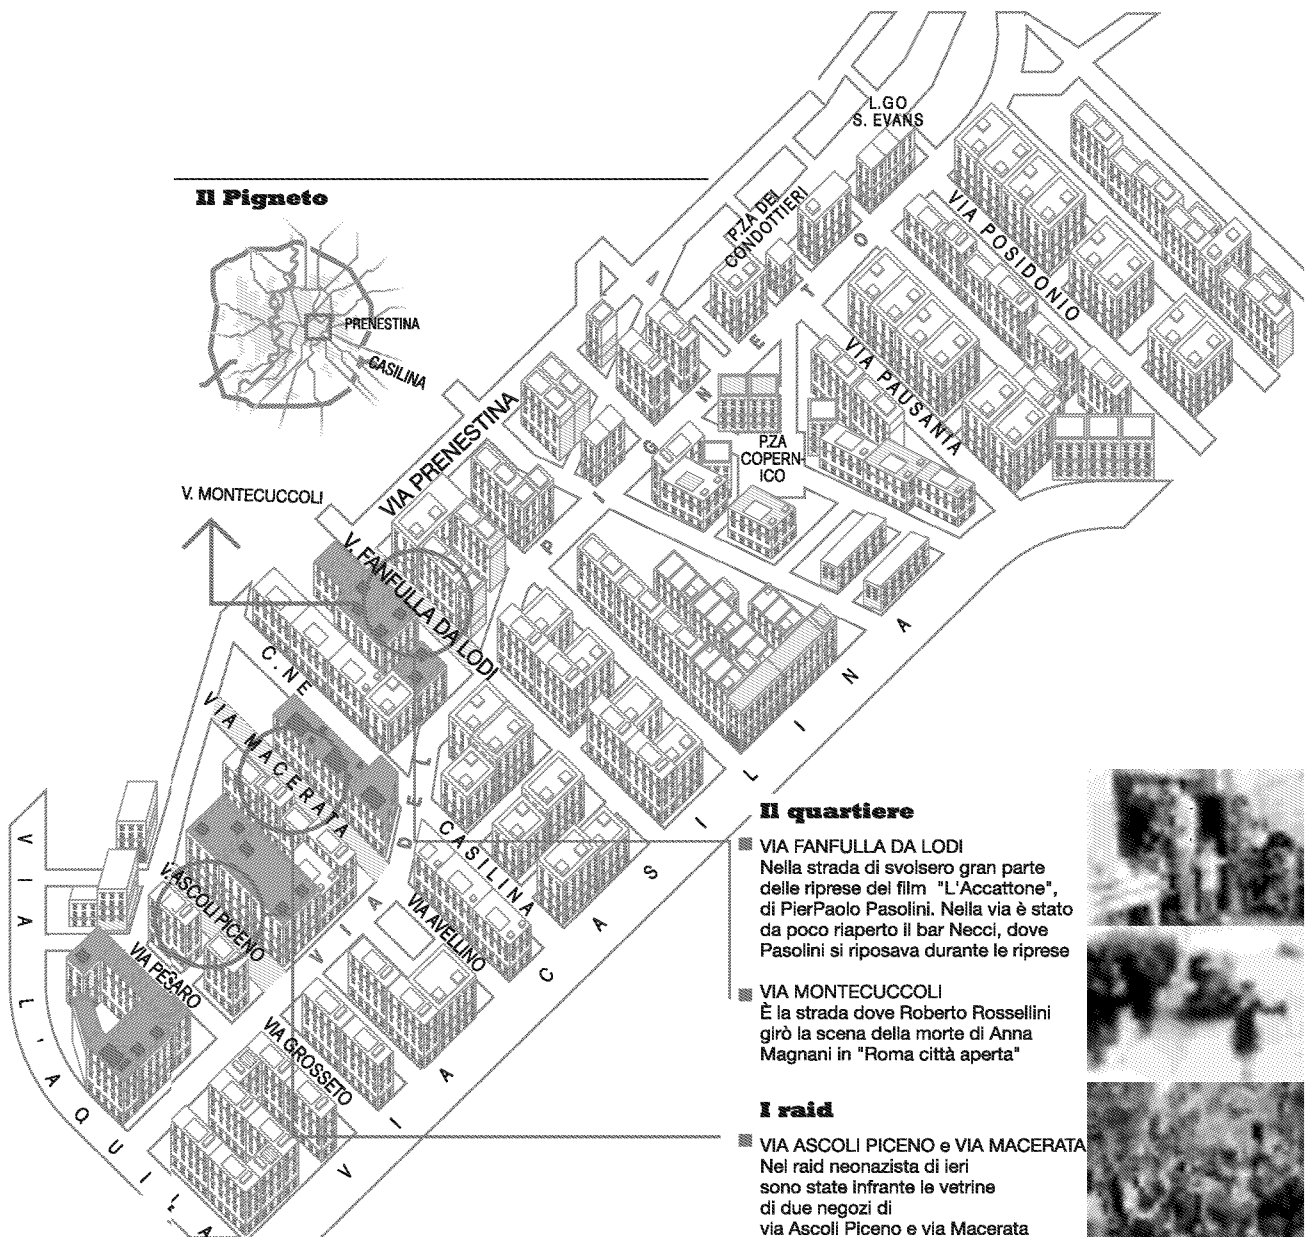 L.GO
S. EVANS
Il Pigneto
P.ZA DEI
CONDOTTIERI
VIA POSIDONIO
PRENESTINA
CASILINA
VIA PAUSANTA
VIA PRENESTINA
P.ZA
COPERN-
ICO
V. MONTECUCCOLI
V. FANFULLA DA LODI
C.NE
CASILINA
VIA MACERATA
VIA DEL PIGNETO
V.ASCOLI PICENO
VIA AVELLINO
VIA PESARO
VIA GROSSETO
VIA CASILINA
VIA L'AQUILA
Il quartiere
VIA FANFULLA DA LODI
Nella strada di svolsero gran parte
delle riprese del film "L'Accattone",
di PierPaolo Pasolini. Nella via è stato
da poco riaperto il bar Necci, dove
Pasolini si riposava durante le riprese
VIA MONTECUCCOLI
È la strada dove Roberto Rossellini
girò la scena della morte di Anna
Magnani in "Roma città aperta"
I raid
VIA ASCOLI PICENO e VIA MACERATA
Nel raid neonazista di ieri
sono state infrante le vetrine
di due negozi di
via Ascoli Piceno e via Macerata